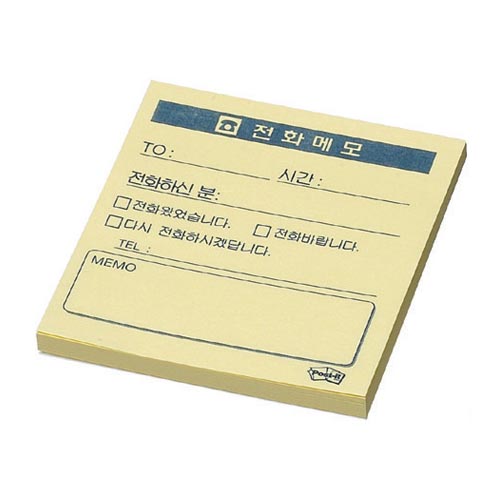 ☎ 전화메모
TO : 시간 :
전화하신 분:
□ 전화왔었습니다. □ 전화바랍니다.
□ 다시 전화하시겠답니다.
TEL :
MEMO
Post-it